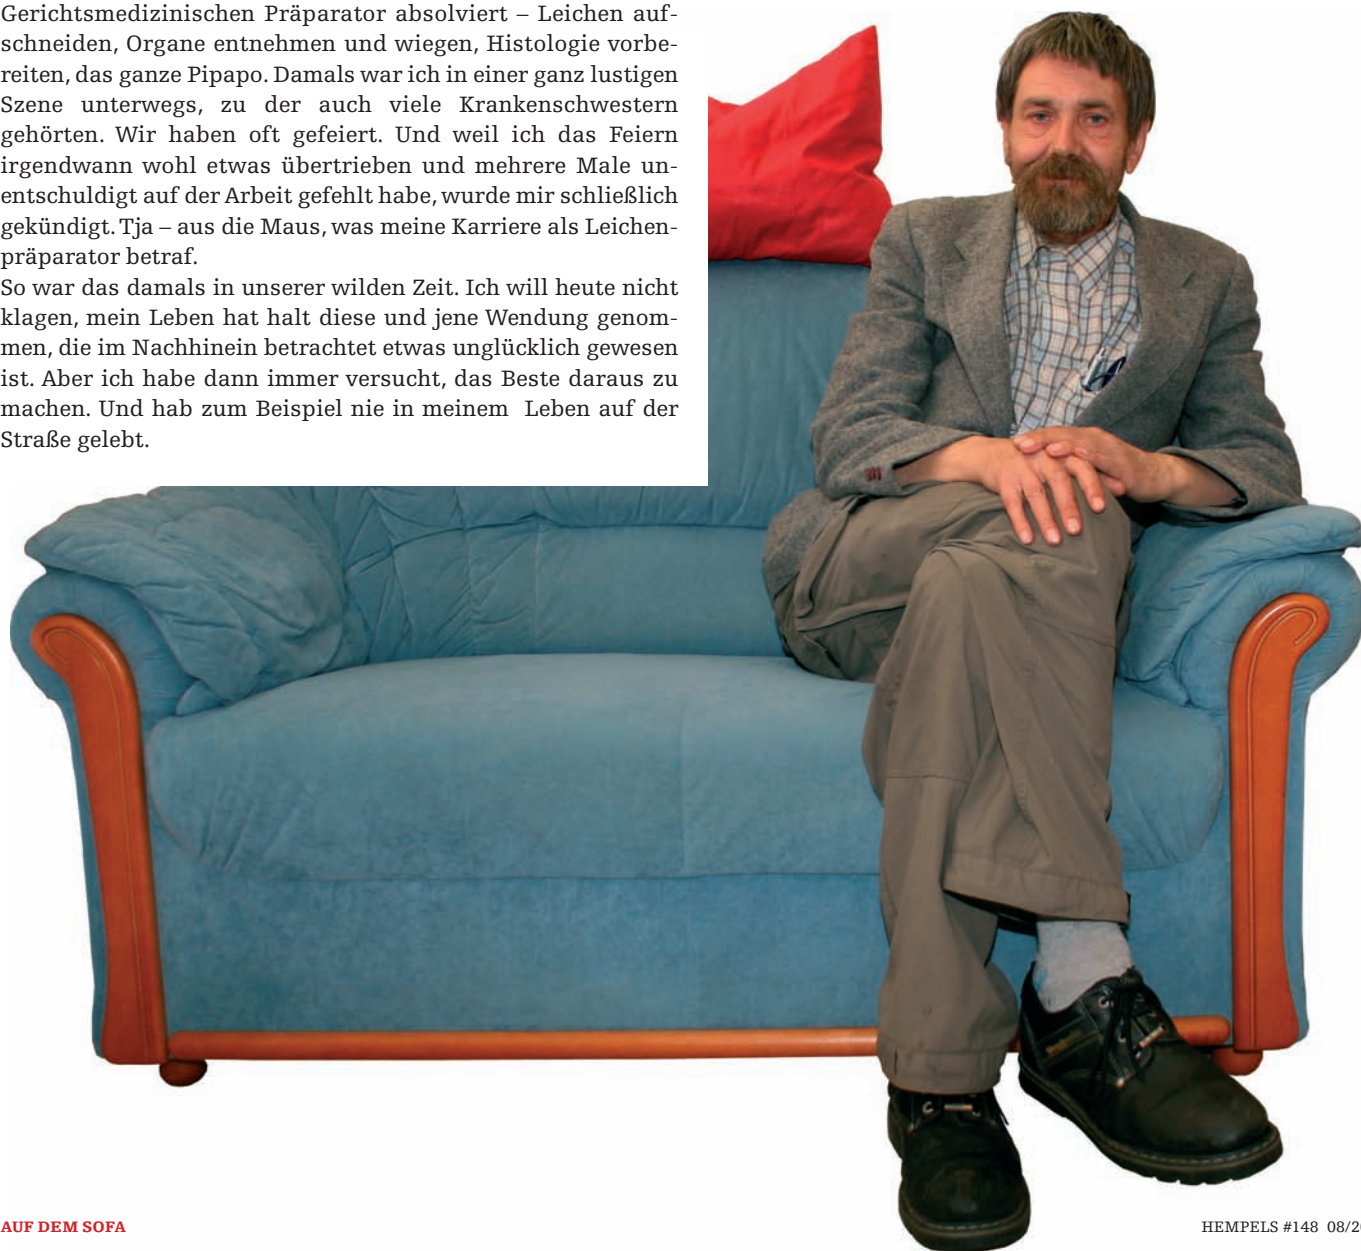 Gerichtsmedizinischen Präparator absolviert – Leichen auf-
schneiden, Organe entnehmen und wiegen, Histologie vorbe-
reiten, das ganze Pipapo. Damals war ich in einer ganz lustigen
Szene unterwegs, zu der auch viele Krankenschwestern
gehörten. Wir haben oft gefeiert. Und weil ich das Feiern
irgendwann wohl etwas übertrieben und mehrere Male un-
entschuldigt auf der Arbeit gefehlt habe, wurde mir schließlich
gekündigt. Tja – aus die Maus, was meine Karriere als Leichen-
präparator betraf.
So war das damals in unserer wilden Zeit. Ich will heute nicht
klagen, mein Leben hat halt diese und jene Wendung genom-
men, die im Nachhinein betrachtet etwas unglücklich gewesen
ist. Aber ich habe dann immer versucht, das Beste daraus zu
machen. Und hab zum Beispiel nie in meinem Leben auf der
Straße gelebt.
AUF DEM SOFA
HEMPELS #148 08/20